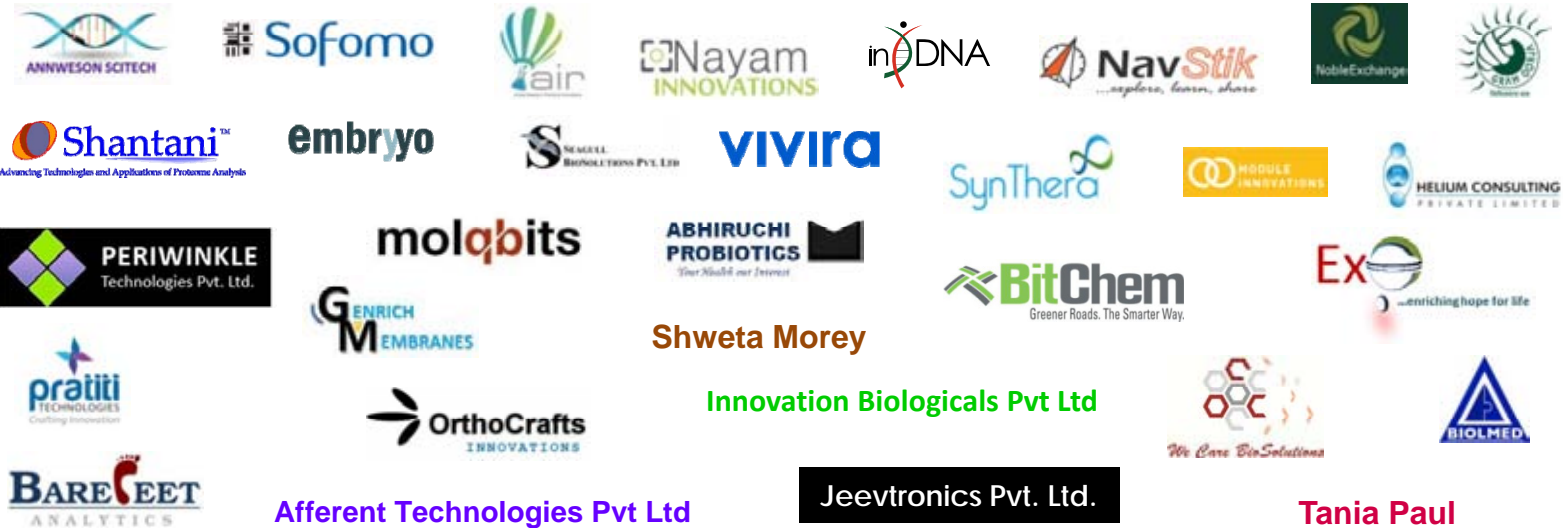 ANNWESON SCITECH
Sofomo
air
Nayam
INNOVATIONS
inDNA
NavStik
...explore, learn, share
NobleExchange
GRAM OORJA
Shantani™
Advancing Technologies and Applications of Proteome Analysis
embryyo
SEAGULL
BIOSOLUTIONS PVT. LTD
VIVIRA
SynThera
MODULE
INNOVATIONS
HELIUM CONSULTING
PRIVATE LIMITED
PERIWINKLE
Technologies Pvt. Ltd.
molqbits
ABHIRUCHI
PROBIOTICS
Your Health our Interest
BitChem
Greener Roads. The Smarter Way.
Exo
...enriching hope for life
GENRICH
MEMBRANES
Shweta Morey
pratiti
TECHNOLOGIES
Crafting Innovation
OrthoCrafts
INNOVATIONS
Innovation Biologicals Pvt Ltd
We Care BioSolutions
BIOLMED
BAREFEET
ANALYTICS
Afferent Technologies Pvt Ltd
Jeevtronics Pvt. Ltd.
Tania Paul